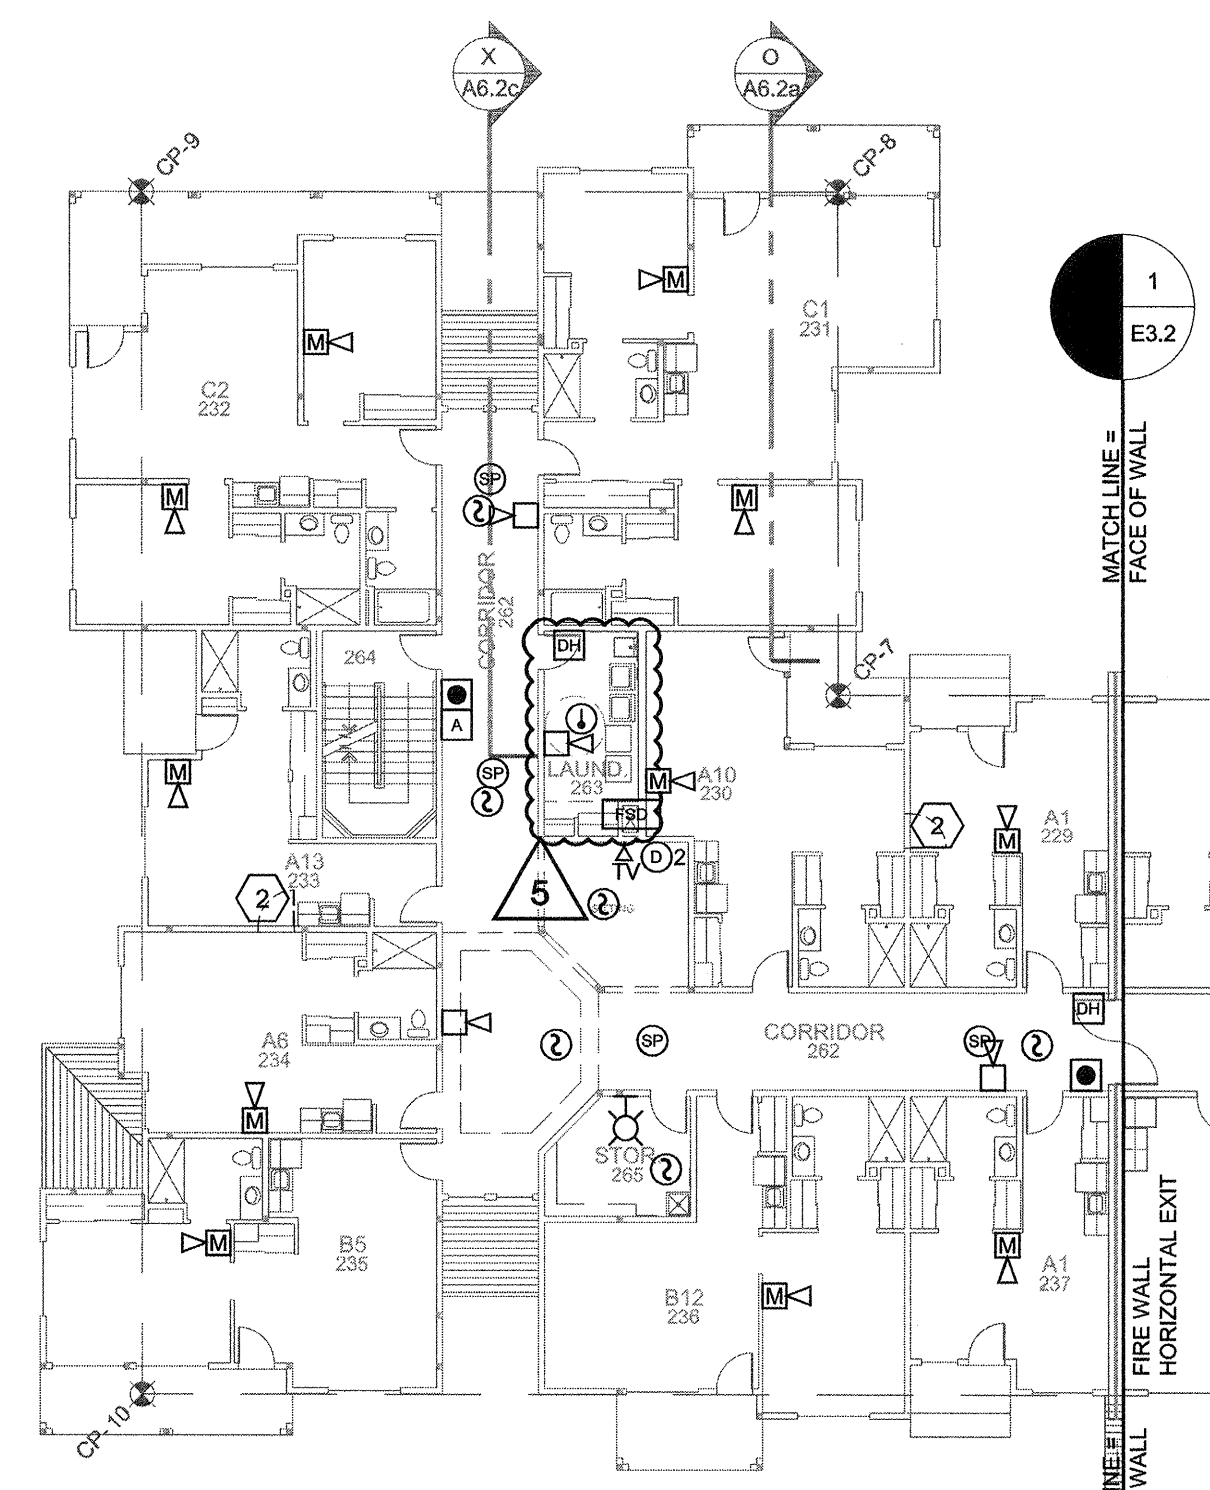 X
A6.2c
O
A6.2a
CP-9
CP-8
1
E3.2
M
C1
231
M
C2
232
MATCH LINE =
FACE OF WALL
SP
M
M
CORRIDOR
262
DH
264
CP-7
A
M
SP
LAUND.
263
M
A10
230
FSD
2
A1
229
M
TV
D
2
A13
233
2
5
DH
SP
CORRIDOR
262
SP
A6
234
M
STOR.
265
B5
235
M
M
A1
237
B12
236
M
FIRE WALL
HORIZONTAL EXIT
CP-10
WALL